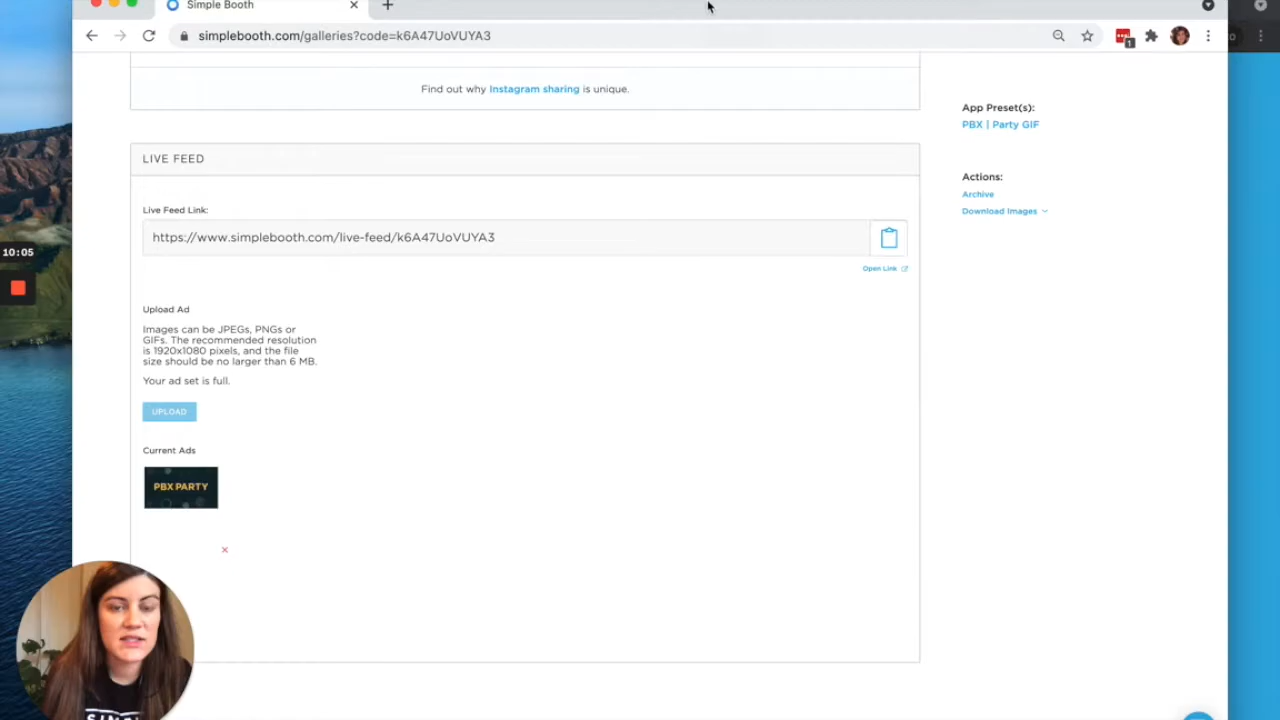 Simple Booth
simplebooth.com/galleries?code=k6A47UoVUYA3
1
Find out why Instagram sharing is unique.
App Preset(s):
PBX | Party GIF
LIVE FEED
Actions:
Archive
Download Images
Live Feed Link:
https://www.simplebooth.com/live-feed/k6A47UoVUYA3
10:05
Open Link
Upload Ad
Images can be JPEGs, PNGs or
GIFs. The recommended resolution
is 1920x1080 pixels, and the file
size should be no larger than 6 MB.
Your ad set is full.
UPLOAD
Current Ads
PBX PARTY